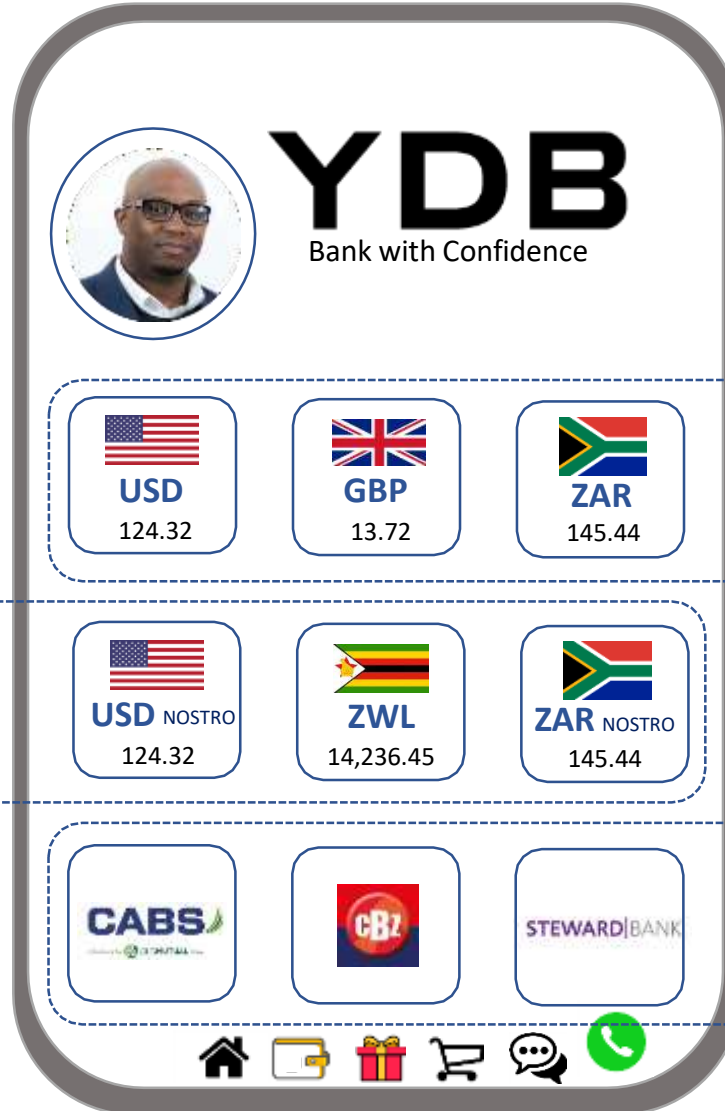 YDB
Bank with Confidence
USD
124.32
GBP
13.72
ZAR
145.44
USD NOSTRO
124.32
ZWL
14,236.45
ZAR NOSTRO
145.44
CABS
CBZ
STEWARD|BANK